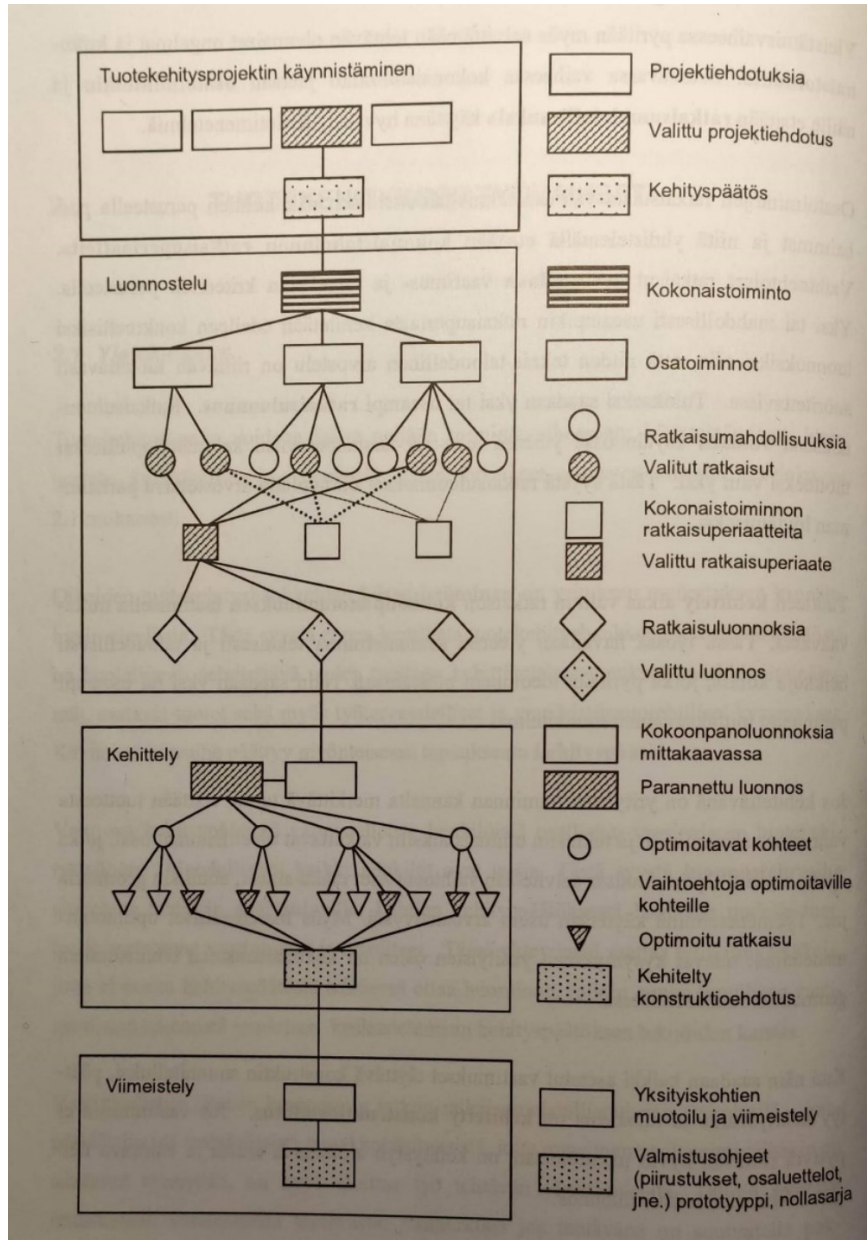 Tuotekehitysprojektin käynnistäminen
Projektiehdotuksia
Valittu projektiehdotus
Kehityspäätös
Luonnostelu
Kokonaistoiminto
Osatoiminnot
Ratkaisumahdollisuuksia
Valitut ratkaisut
Kokonaistoiminnon
ratkaisuperiaatteita
Valittu ratkaisuperiaate
Ratkaisuluonnoksia
Valittu luonnos
Kehittely
Kokoonpanoluonnoksia
mittakaavassa
Parannettu luonnos
Optimoitavat kohteet
Vaihtoehtoja optimoitaville
kohteille
Optimoitu ratkaisu
Kehitelty
konstruktioehdotus
Viimeistely
Yksityiskohtien
muotoilu ja viimeistely
Valmistusohjeet
(piirustukset, osaluettelot,
jne.) prototyyppi, nollasarja